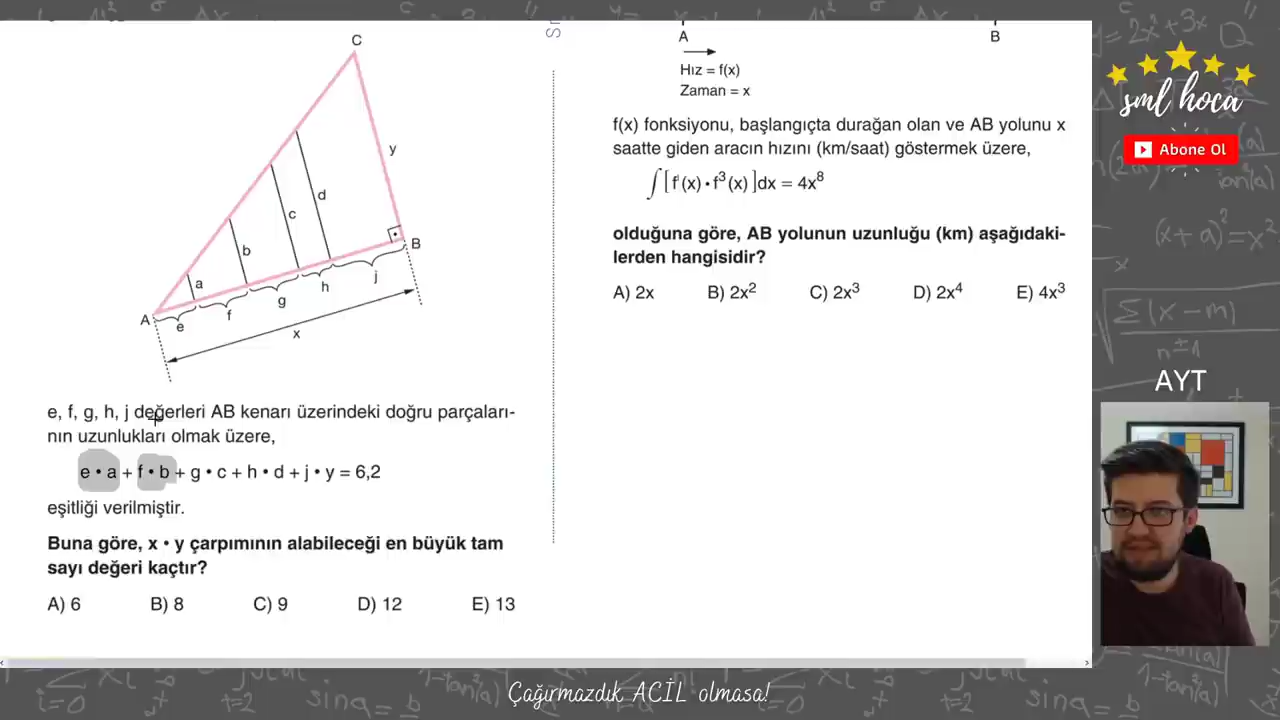 C
y
d
c
b
a
B
A
e
f
g
h
j
x
e, f, g, h, j değerleri AB kenarı üzerindeki doğru parçaları-
nın uzunlukları olmak üzere,
e • a + f • b + g • c + h • d + j • y = 6,2
eşitliği verilmiştir.
Buna göre, x • y çarpımının alabileceği en büyük tam
sayı değeri kaçtır?
A) 6 B) 8 C) 9 D) 12 E) 13
A B
Hız = f(x)
Zaman = x
f(x) fonksiyonu, başlangıçta durağan olan ve AB yolunu x
saatte giden aracın hızını (km/saat) göstermek üzere,
∫ [ f(x) • f³(x) ]dx = 4x⁸
olduğuna göre, AB yolunun uzunluğu (km) aşağıdaki-
lerden hangisidir?
A) 2x B) 2x² C) 2x³ D) 2x⁴ E) 4x³
sml hoca
Abone Ol
(x + a)² = x²
Σ(x − m)
n ± 1
AYT
Çağırmazdık ACİL olmasa!